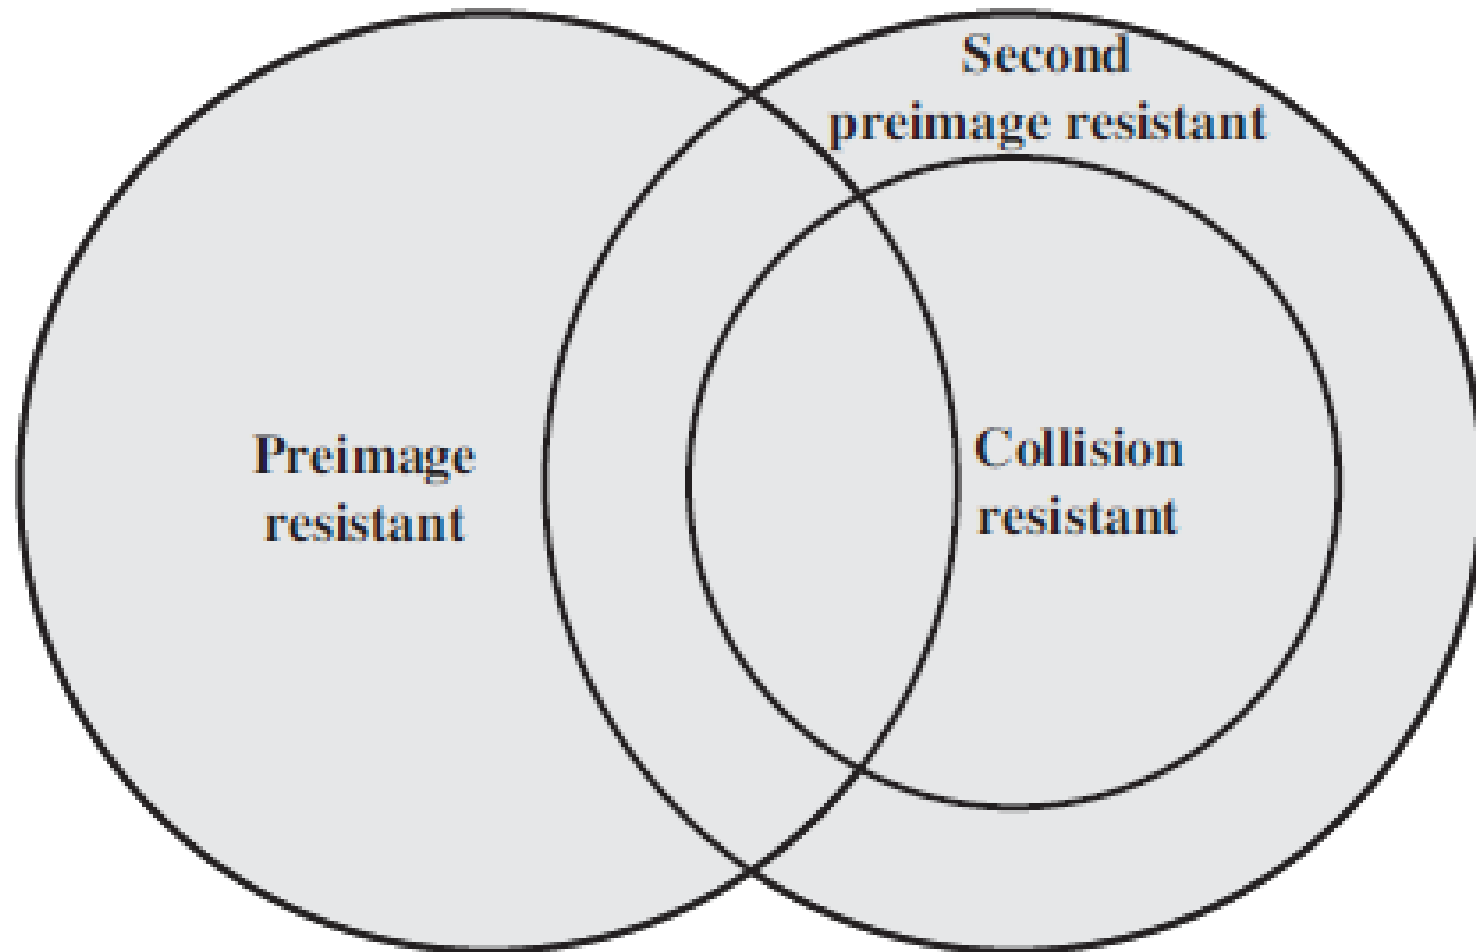 Second
preimage resistant
Preimage
resistant
Collision
resistant